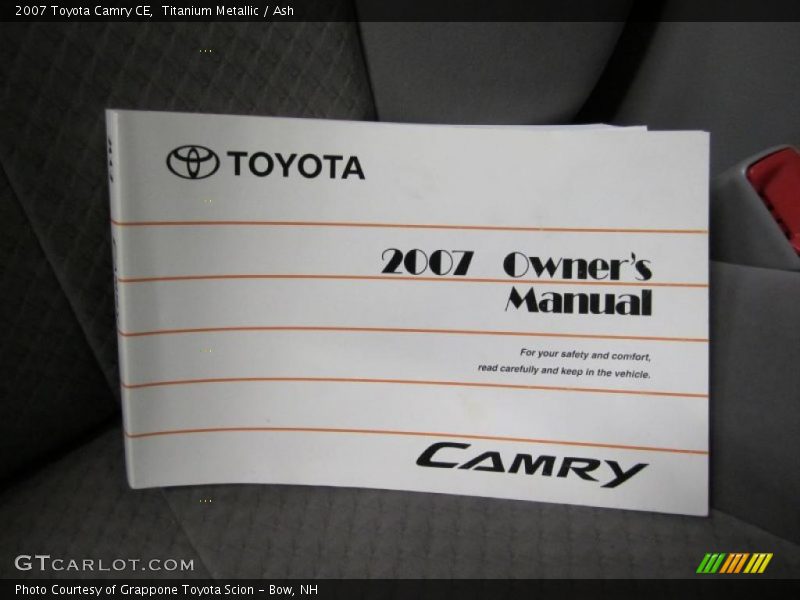 2007 Toyota Camry CE,  Titanium Metallic / Ash
TOYOTA
2007 Owner's
Manual
For your safety and comfort,
read carefully and keep in the vehicle.
CAMRY
GTCARLOT.COM
Photo Courtesy of Grappone Toyota Scion - Bow, NH